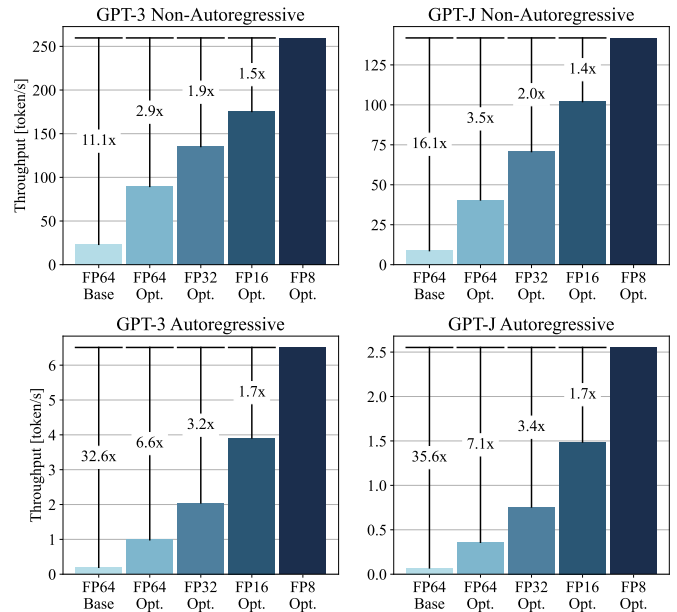 GPT-3 Non-Autoregressive
Throughput [token/s]
250
200
150
100
50
0
11.1x
2.9x
1.9x
1.5x
FP64 FP64 FP32 FP16 FP8
Base Opt. Opt. Opt. Opt.
GPT-J Non-Autoregressive
125
100
75
50
25
0
16.1x
3.5x
2.0x
1.4x
FP64 FP64 FP32 FP16 FP8
Base Opt. Opt. Opt. Opt.
GPT-3 Autoregressive
Throughput [token/s]
6
5
4
3
2
1
0
32.6x
6.6x
3.2x
1.7x
FP64 FP64 FP32 FP16 FP8
Base Opt. Opt. Opt. Opt.
GPT-J Autoregressive
2.5
2.0
1.5
1.0
0.5
0.0
35.6x
7.1x
3.4x
1.7x
FP64 FP64 FP32 FP16 FP8
Base Opt. Opt. Opt. Opt.